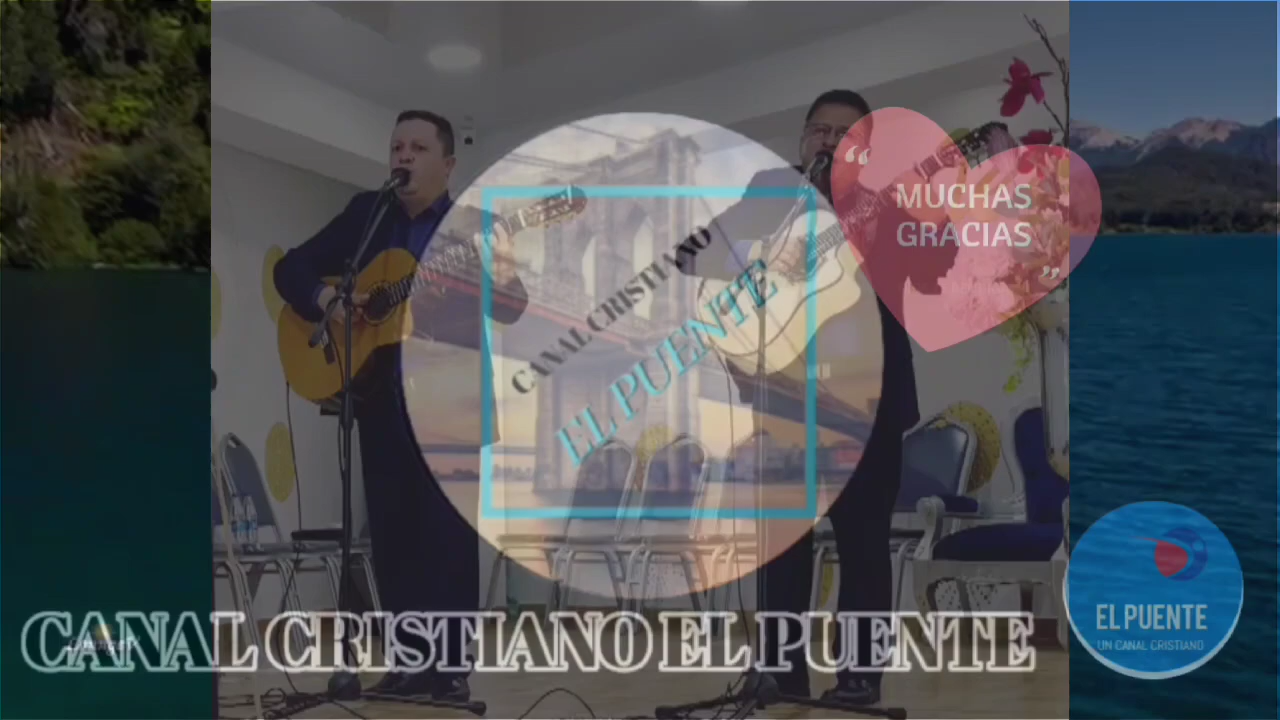 “
MUCHAS
GRACIAS
”
CANAL CRISTIANO
EL PUENTE
EL PUENTE
UN CANAL CRISTIANO
CANAL CRISTIANO EL PUENTE